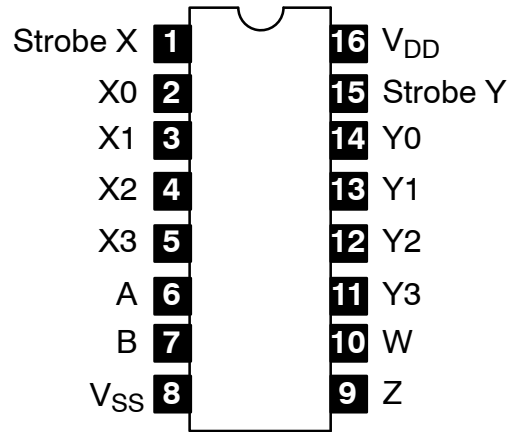 Strobe X 1 16 VDD
X0 2 15 Strobe Y
X1 3 14 Y0
X2 4 13 Y1
X3 5 12 Y2
A 6 11 Y3
B 7 10 W
VSS 8 9 Z